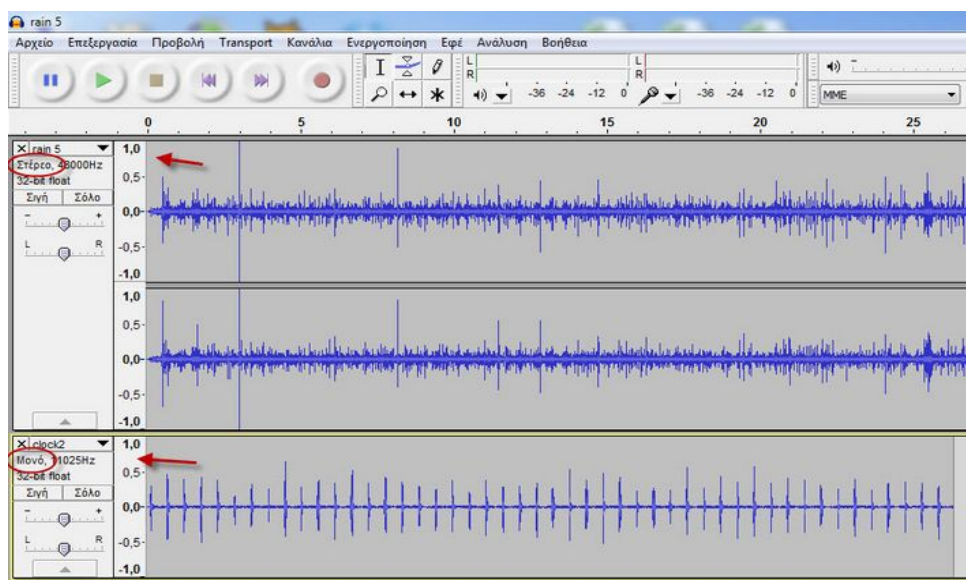 rain 5
Αρχείο Επεξεργασία Προβολή Transport Κανάλια Ενεργοποίηση Εφέ Ανάλυση Βοήθεια
L
R
-36 -24 -12 0
L
R
-36 -24 -12 0
MME
0 5 10 15 20 25
rain 5
Στέρεο, 48000Hz
32-bit float
Σιγή Σόλο
- +
L R
1,0
0,5
0,0
-0,5
-1,0
1,0
0,5
0,0
-0,5
-1,0
clock2
Μονό, 11025Hz
32-bit float
Σιγή Σόλο
- +
L R
1,0
0,5
0,0
-0,5
-1,0